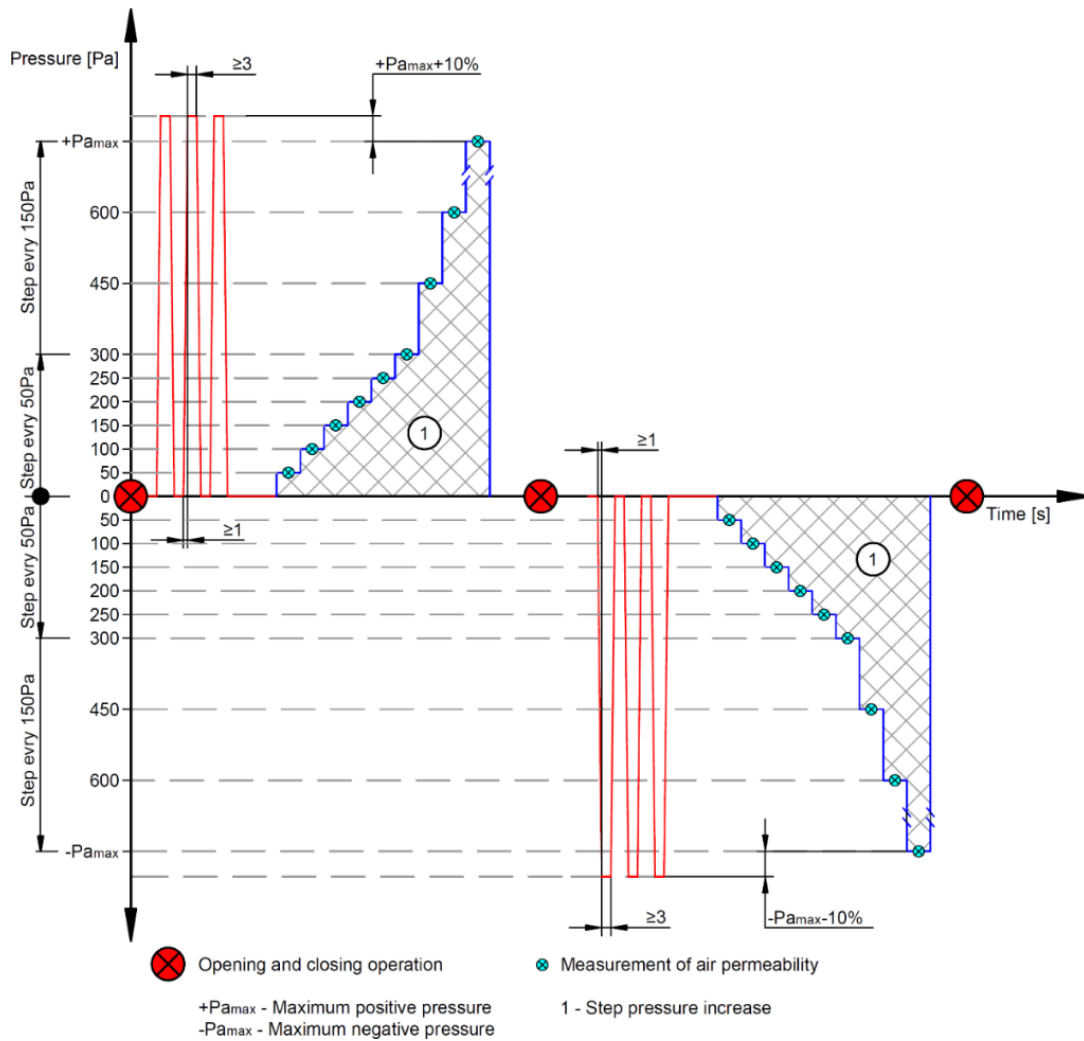 Pressure [Pa]
≥3
+Pamax+10%
+Pamax
600
450
300
250
200
150
100
50
0
50
100
150
200
250
300
450
600
-Pamax
Step evry 150Pa
Step evry 50Pa
Step evry 50Pa
Step evry 150Pa
1
≥1
≥1
Time [s]
1
≥3
-Pamax-10%
Opening and closing operation
Measurement of air permeability
+Pamax - Maximum positive pressure
1 - Step pressure increase
-Pamax - Maximum negative pressure